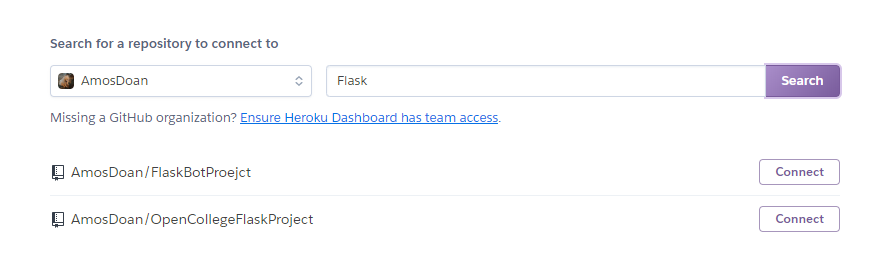 Search for a repository to connect to
AmosDoan
Flask
Search
Missing a GitHub organization? Ensure Heroku Dashboard has team access.
AmosDoan/FlaskBotProejct
Connect
AmosDoan/OpenCollegeFlaskProject
Connect